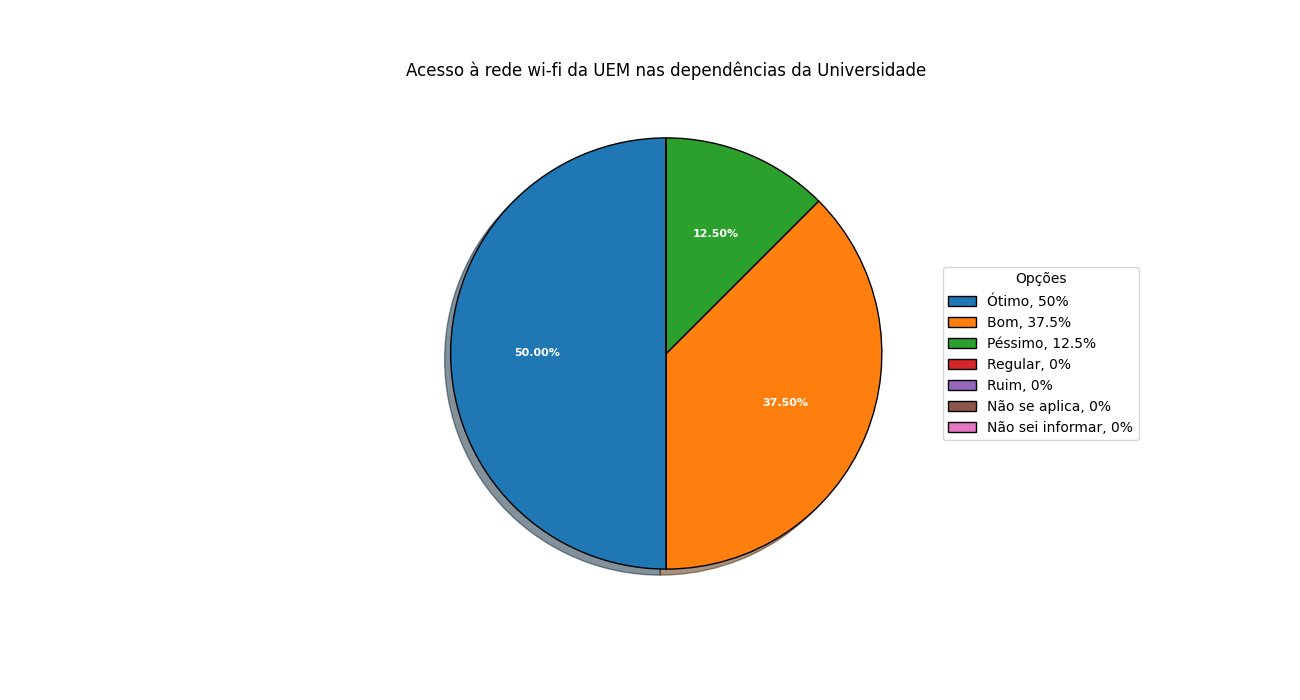 Acesso à rede wi-fi da UEM nas dependências da Universidade
12.50%
50.00%
37.50%
Opções
Ótimo, 50%
Bom, 37.5%
Péssimo, 12.5%
Regular, 0%
Ruim, 0%
Não se aplica, 0%
Não sei informar, 0%